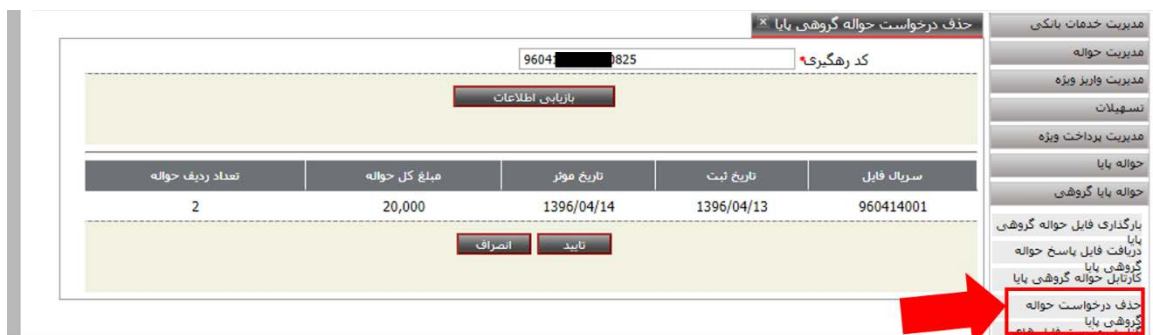 حذف درخواست حواله گروهی پایا ×
کد رهگیری*
9604 0825
بازیابی اطلاعات
سریال فایل تاریخ ثبت تاریخ موثر مبلغ کل حواله تعداد ردیف حواله
960414001 1396/04/13 1396/04/14 20,000 2
تایید انصراف
مدیریت خدمات بانکی
مدیریت حواله
مدیریت واریز ویژه
تسهیلات
مدیریت پرداخت ویژه
حواله پایا
حواله پایا گروهی
بارگذاری فایل حواله گروهی
پایا
دریافت فایل پاسخ حواله
گروهی پایا
کارتابل حواله گروهی پایا
حذف درخواست حواله
گروهی پایا